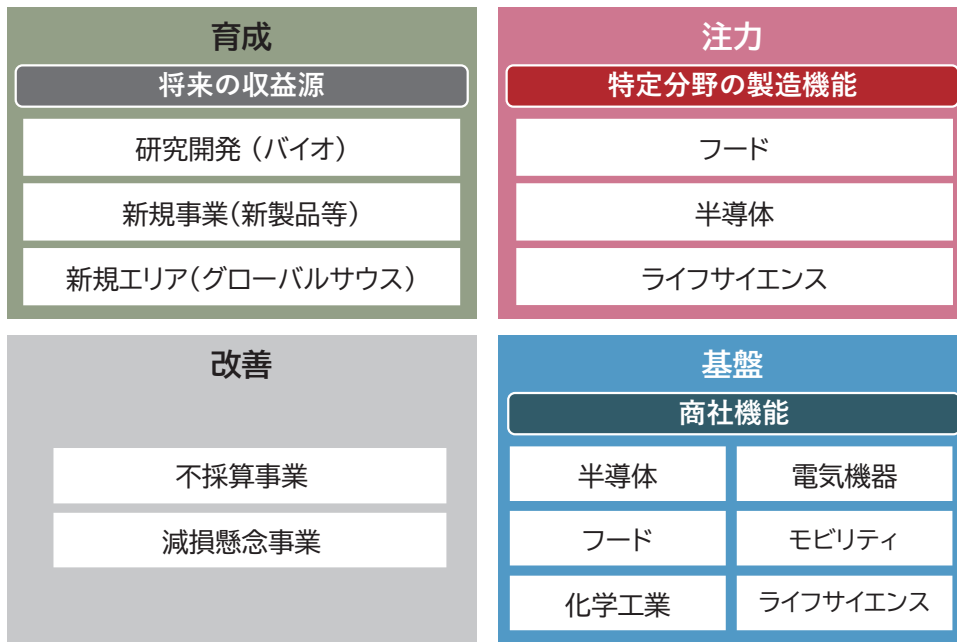 育成
将来の収益源
研究開発（バイオ）
新規事業（新製品等）
新規エリア（グローバルサウス）
注力
特定分野の製造機能
フード
半導体
ライフサイエンス
改善
不採算事業
減損懸念事業
基盤
商社機能
半導体
電気機器
フード
モビリティ
化学工業
ライフサイエンス